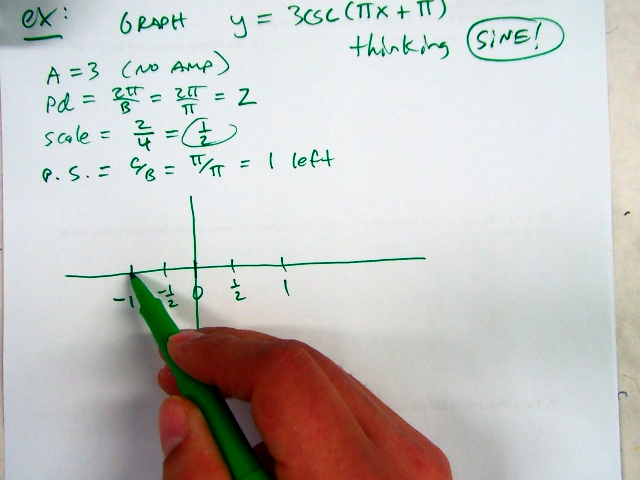 ex: GRAPH y = 3csc(πx + π)
thinking SINE!
A = 3 (NO AMP)
Pd = 2π/B = 2π/π = 2
scale = 2/4 = 1/2
P. S. = C/B = π/π = 1 left
-1 -1/2 0 1/2 1